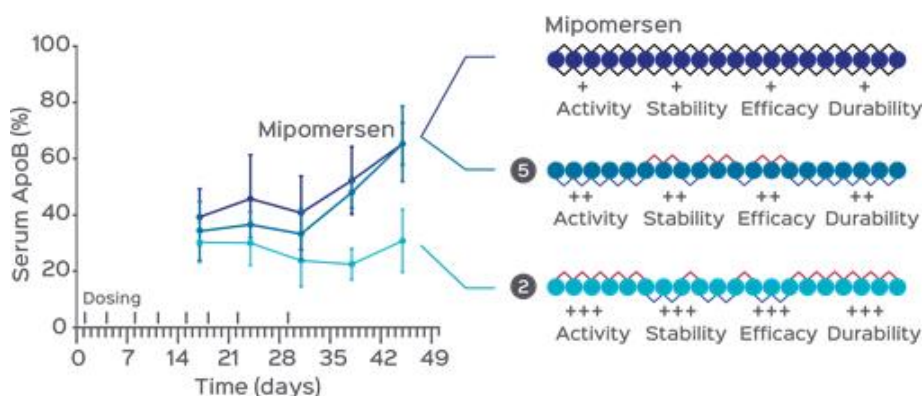 Serum ApoB (%)
100
80
60
40
20
0
Mipomersen
Dosing
0 7 14 21 28 35 42 49
Time (days)
Mipomersen
+ + + +
Activity Stability Efficacy Durability
5
++ ++ ++ ++
Activity Stability Efficacy Durability
2
+++ +++ +++ +++
Activity Stability Efficacy Durability